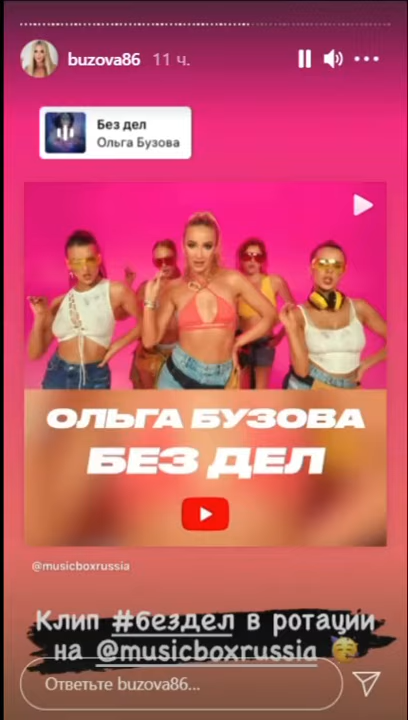 buzova86 11 ч.
Без дел
Ольга Бузова
ОЛЬГА БУЗОВА
БЕЗ ДЕЛ
@musicboxrussia
Клип #бездел в ротации
на @musicboxrussia
Ответьте buzova86...